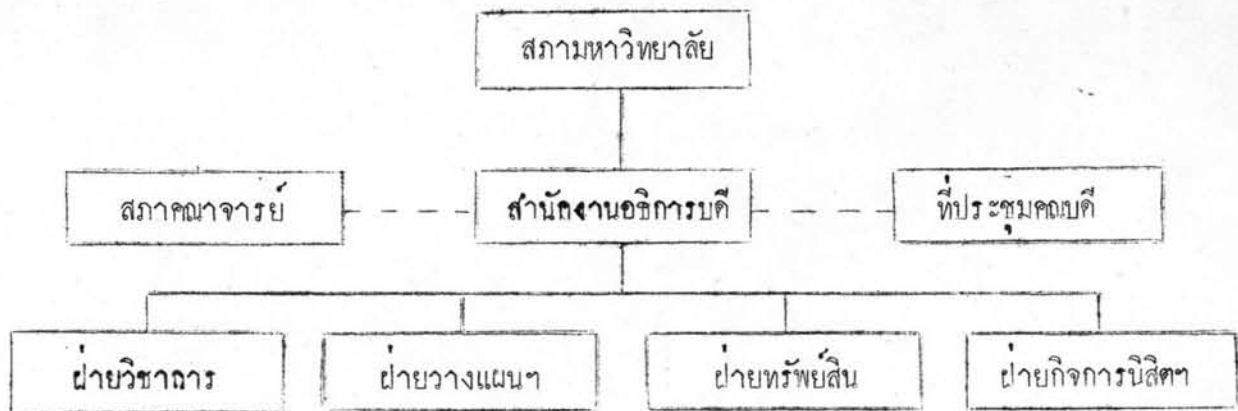 สภามหาวิทยาลัย
สภาคณาจารย์
สำนักงานอธิการบดี
ที่ประชุมคณบดี
ฝ่ายวิชาการ
ฝ่ายวางแผนฯ
ฝ่ายทรัพย์สิน
ฝ่ายกิจการนิสิตฯ